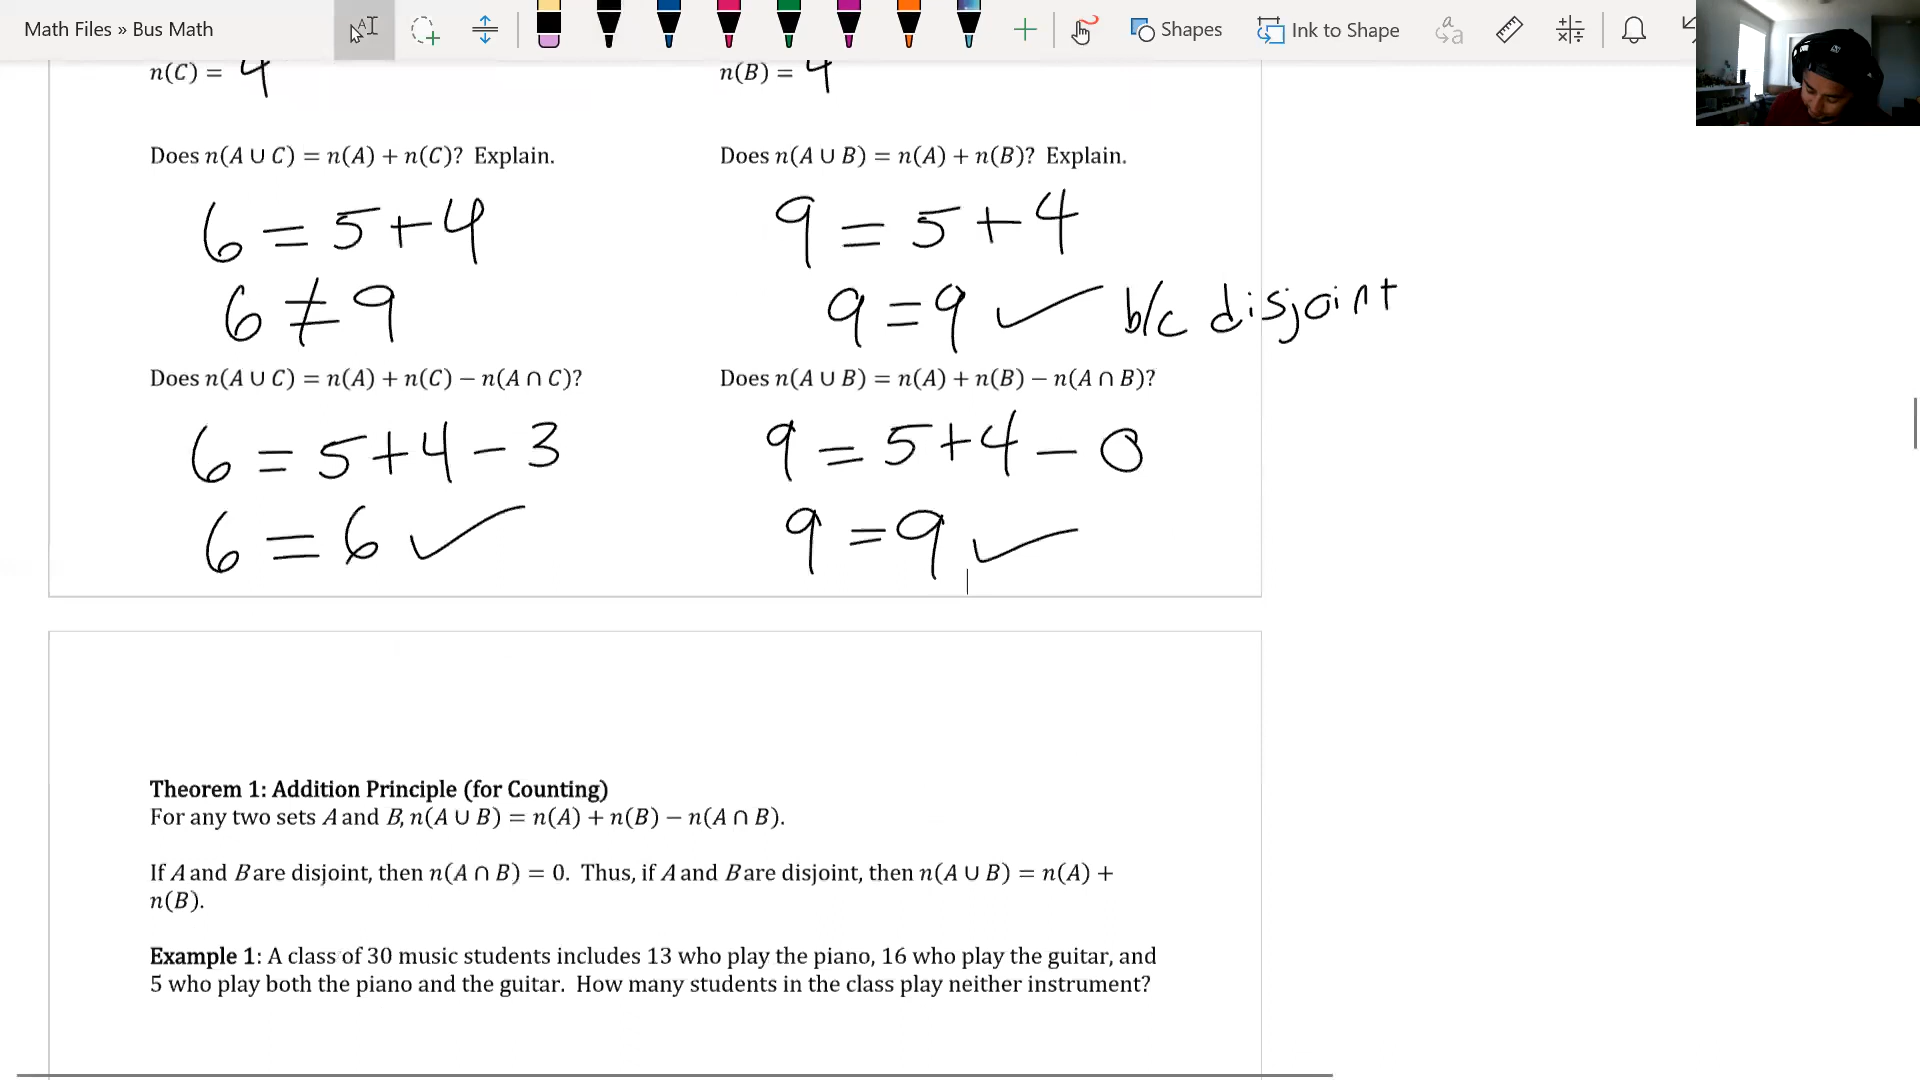 Math Files » Bus Math
Shapes
Ink to Shape
n(C) = 4
n(B) = 4
Does n(A ∪ C) = n(A) + n(C)? Explain.
Does n(A ∪ B) = n(A) + n(B)? Explain.
6 = 5+4
9 = 5+4
6 ≠ 9
9 = 9 ✓ b/c disjoint
Does n(A ∪ C) = n(A) + n(C) − n(A ∩ C)?
Does n(A ∪ B) = n(A) + n(B) − n(A ∩ B)?
6 = 5+4 − 3
9 = 5+4 − 0
6 = 6 ✓
9 = 9 ✓
Theorem 1: Addition Principle (for Counting)
For any two sets A and B, n(A ∪ B) = n(A) + n(B) − n(A ∩ B).
If A and B are disjoint, then n(A ∩ B) = 0. Thus, if A and B are disjoint, then n(A ∪ B) = n(A) +
n(B).
Example 1: A class of 30 music students includes 13 who play the piano, 16 who play the guitar, and
5 who play both the piano and the guitar. How many students in the class play neither instrument?